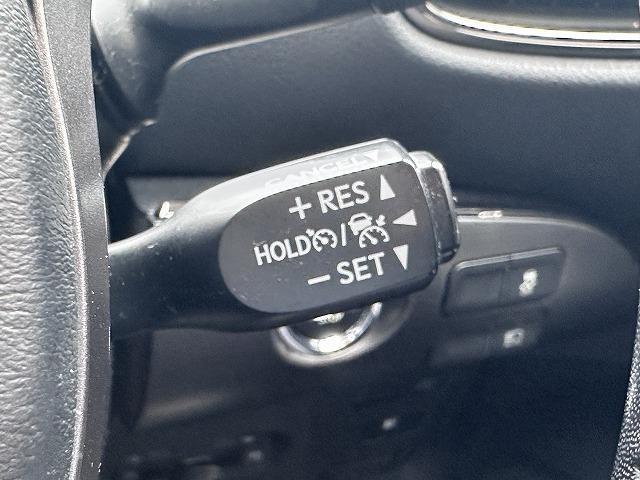 CANCEL
+ RES
HOLD /
− SET